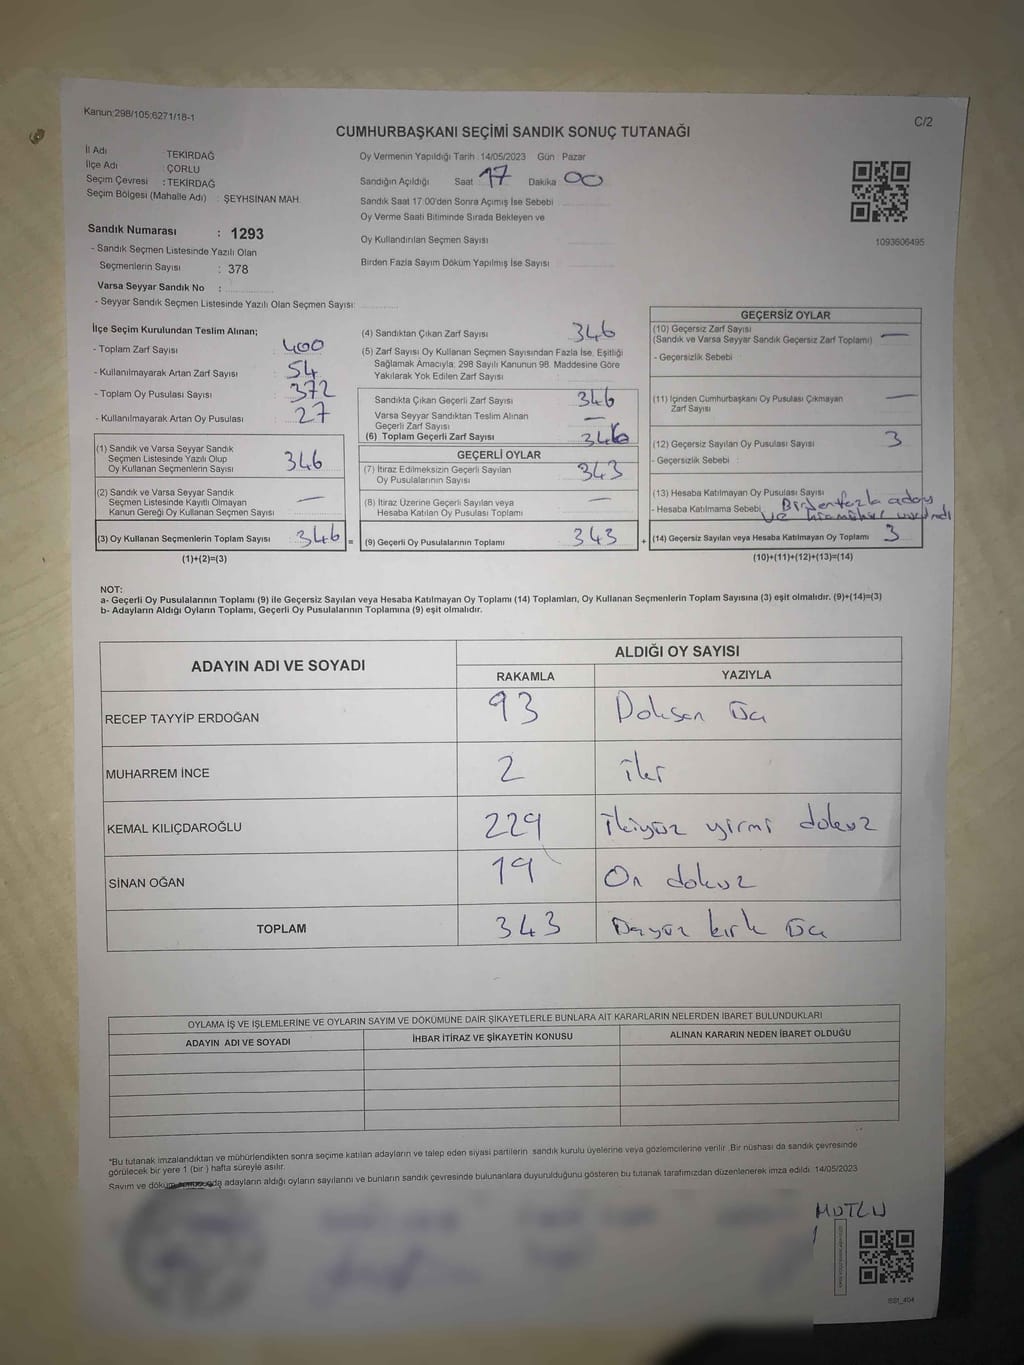 Kanun:298/105;6271/18-1
C/2
CUMHURBAŞKANI SEÇİMİ SANDIK SONUÇ TUTANAĞI
İl Adı : TEKİRDAĞ
İlçe Adı : ÇORLU
Seçim Çevresi : TEKİRDAĞ
Seçim Bölgesi (Mahalle Adı) : ŞEYHSİNAN MAH.
Sandık Numarası : 1293
- Sandık Seçmen Listesinde Yazılı Olan
Seçmenlerin Sayısı : 378
Varsa Seyyar Sandık No :
- Seyyar Sandık Seçmen Listesinde Yazılı Olan Seçmen Sayısı:
Oy Vermenin Yapıldığı Tarih : 14/05/2023 Gün : Pazar
Sandığın Açıldığı Saat 17 Dakika 00
Sandık Saat 17.00'den Sonra Açımış İse Sebebi
Oy Verme Saati Bitiminde Sırada Bekleyen ve
Oy Kullandırılan Seçmen Sayısı
Birden Fazla Sayım Döküm Yapılmış İse Sayısı
1093606495
İlçe Seçim Kurulundan Teslim Alınan;
- Toplam Zarf Sayısı : 400
- Kullanılmayarak Artan Zarf Sayısı : 54
- Toplam Oy Pusulası Sayısı : 372
- Kullanılmayarak Artan Oy Pusulası : 27
(1) Sandık ve Varsa Seyyar Sandık
Seçmen Listesinde Yazılı Olup
Oy Kullanan Seçmenlerin Sayısı 346
(2) Sandık ve Varsa Seyyar Sandık
Seçmen Listesinde Kayıtlı Olmayan
Kanun Gereği Oy Kullanan Seçmen Sayısı —
(3) Oy Kullanan Seçmenlerin Toplam Sayısı 346
(1)+(2)=(3)
(4) Sandıktan Çıkan Zarf Sayısı 346
(5) Zarf Sayısı Oy Kullanan Seçmen Sayısından Fazla İse, Eşitliği
Sağlamak Amacıyla; 298 Sayılı Kanunun 98. Maddesine Göre
Yakılarak Yok Edilen Zarf Sayısı
Sandıkta Çıkan Geçerli Zarf Sayısı 346
Varsa Seyyar Sandıktan Teslim Alınan
Geçerli Zarf Sayısı —
(6) Toplam Geçerli Zarf Sayısı 346
GEÇERLİ OYLAR
(7) İtiraz Edilmeksizin Geçerli Sayılan
Oy Pusulalarının Sayısı 343
(8) İtiraz Üzerine Geçerli Sayılan veya
Hesaba Katılan Oy Pusulası Toplamı —
= (9) Geçerli Oy Pusulalarının Toplamı 343
GEÇERSİZ OYLAR
(10) Geçersiz Zarf Sayısı
(Sandık ve Varsa Seyyar Sandık Geçersiz Zarf Toplamı) —
- Geçersizlik Sebebi
(11) İçinden Cumhurbaşkanı Oy Pusulası Çıkmayan
Zarf Sayısı —
(12) Geçersiz Sayılan Oy Pusulası Sayısı 3
- Geçersizlik Sebebi :
(13) Hesaba Katılmayan Oy Pusulası Sayısı
- Hesaba Katılmama Sebebi Birden fazla aday
ve
+ (14) Geçersiz Sayılan veya Hesaba Katılmayan Oy Toplamı 3
(10)+(11)+(12)+(13)=(14)
NOT:
a- Geçerli Oy Pusulalarının Toplamı (9) ile Geçersiz Sayılan veya Hesaba Katılmayan Oy Toplamı (14) Toplamları, Oy Kullanan Seçmenlerin Toplam Sayısına (3) eşit olmalıdır. (9)+(14)=(3)
b- Adayların Aldığı Oyların Toplamı, Geçerli Oy Pusulalarının Toplamına (9) eşit olmalıdır.
ADAYIN ADI VE SOYADI
ALDIĞI OY SAYISI
RAKAMLA YAZIYLA
RECEP TAYYİP ERDOĞAN 93 Doksan üç
MUHARREM İNCE 2 iki
KEMAL KILIÇDAROĞLU 229 ikiyüz yirmi dokuz
SİNAN OĞAN 19 On dokuz
TOPLAM 343 üçyüz kırk üç
OYLAMA İŞ VE İŞLEMLERİNE VE OYLARIN SAYIM VE DÖKÜMÜNE DAİR ŞİKAYETLERLE BUNLARA AİT KARARLARIN NELERDEN İBARET BULUNDUKLARI
ADAYIN ADI VE SOYADI İHBAR İTİRAZ VE ŞİKAYETİN KONUSU ALINAN KARARIN NEDEN İBARET OLDUĞU
*Bu tutanak imzalandıktan ve mühürlendikten sonra seçime katılan adayların ve talep eden siyasi partilerin sandık kurulu üyelerine veya gözlemcilerine verilir. Bir nüshası da sandık çevresinde
görülecek bir yere 1 (bir ) hafta süreyle asılır.
Sayım ve döküm adayların aldığı oyların sayılarını ve bunların sandık çevresinde bulunanlara duyurulduğunu gösteren bu tutanak tarafımızdan düzenlenerek imza edildi. 14/05/2023
MUTLU
SS1_404